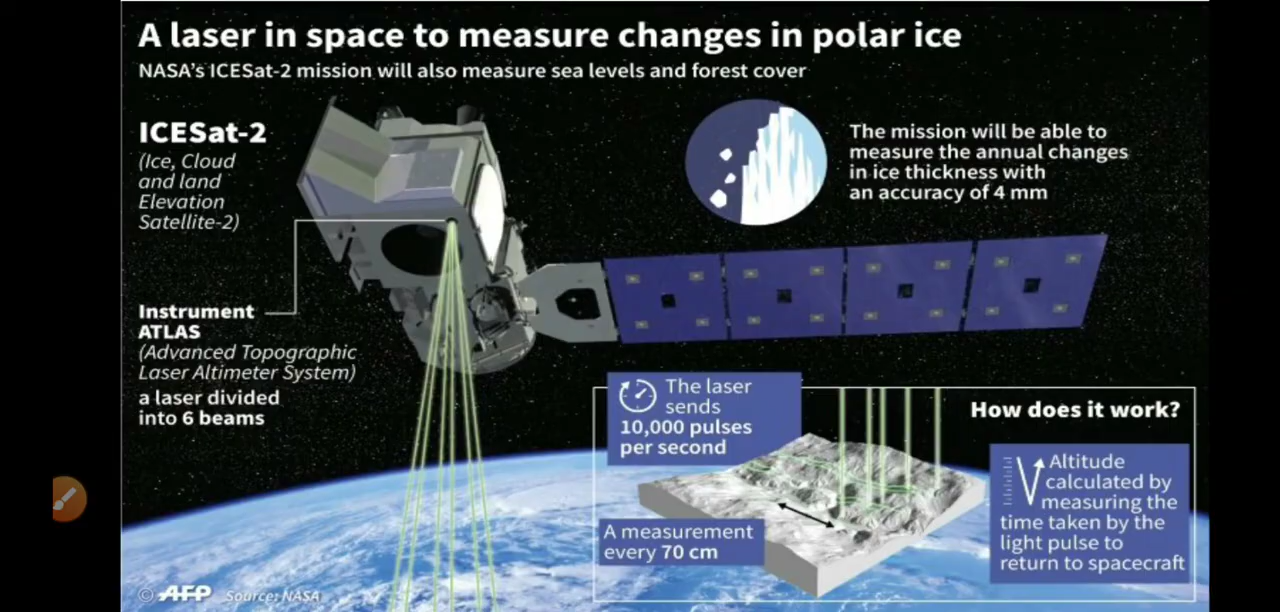 A laser in space to measure changes in polar ice
NASA's ICESat-2 mission will also measure sea levels and forest cover
ICESat-2
(Ice, Cloud
and land
Elevation
Satellite-2)
The mission will be able to
measure the annual changes
in ice thickness with
an accuracy of 4 mm
Instrument
ATLAS
(Advanced Topographic
Laser Altimeter System)
a laser divided
into 6 beams
The laser
sends
10,000 pulses
per second
How does it work?
Altitude
calculated by
measuring the
time taken by the
light pulse to
return to spacecraft
A measurement
every 70 cm
© AFP Source: NASA